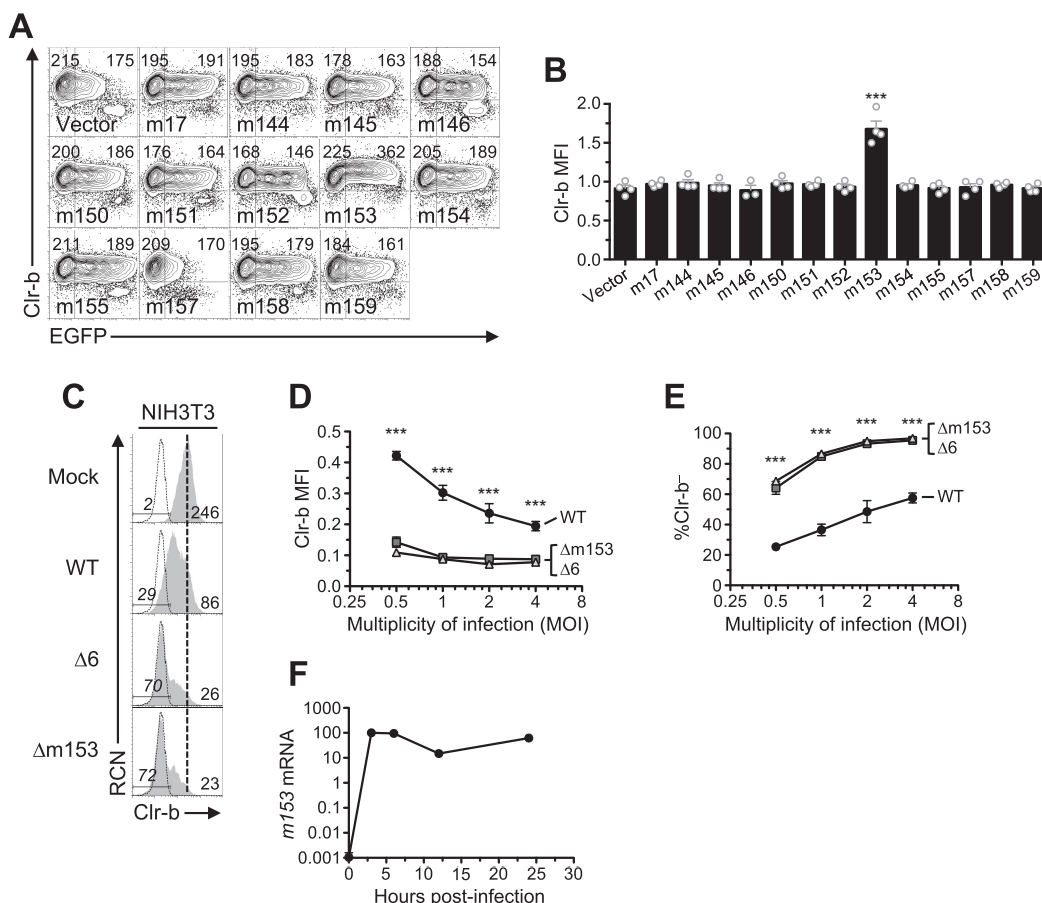 A
Clr-b
215 175
Vector
195 191
m17
195 183
m144
178 163
m145
188 154
m146
200 186
m150
176 164
m151
168 146
m152
225 362
m153
205 189
m154
211 189
m155
209 170
m157
195 179
m158
184 161
m159
EGFP
B
Clr-b MFI
2.0
1.5
1.0
0.5
0.0
***
Vector
m17
m144
m145
m146
m150
m151
m152
m153
m154
m155
m157
m158
m159
C
NIH3T3
Mock
2 246
WT
29 86
Δ6
70 26
Δm153
72 23
RCN
Clr-b
D
Clr-b MFI
0.5
0.4
0.3
0.2
0.1
0.0
***
***
***
***
WT
Δm153
Δ6
0.25 0.5 1 2 4 8
Multiplicity of infection (MOI)
E
%Clr-b–
100
80
60
40
20
0
***
***
***
***
Δm153
Δ6
WT
0.25 0.5 1 2 4 8
Multiplicity of infection (MOI)
F
m153 mRNA
1000
100
10
1
0.1
0.01
0.001
0 5 10 15 20 25 30
Hours post-infection